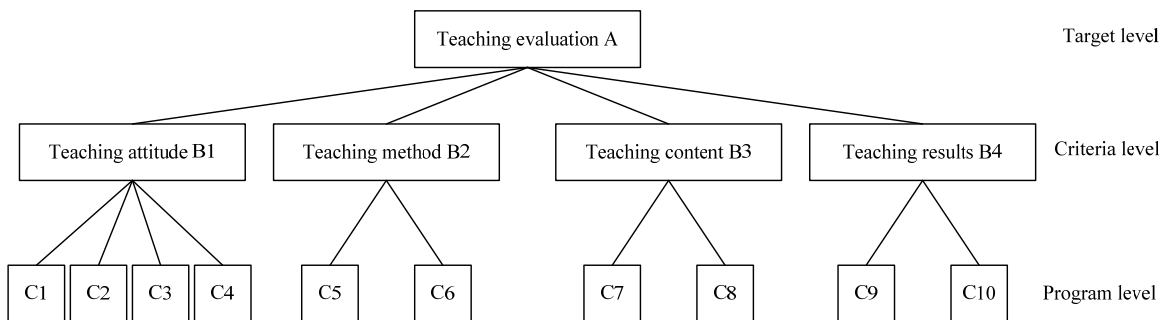 Teaching evaluation A
Target level
Teaching attitude B1
Teaching method B2
Teaching content B3
Teaching results B4
Criteria level
C1
C2
C3
C4
C5
C6
C7
C8
C9
C10
Program level